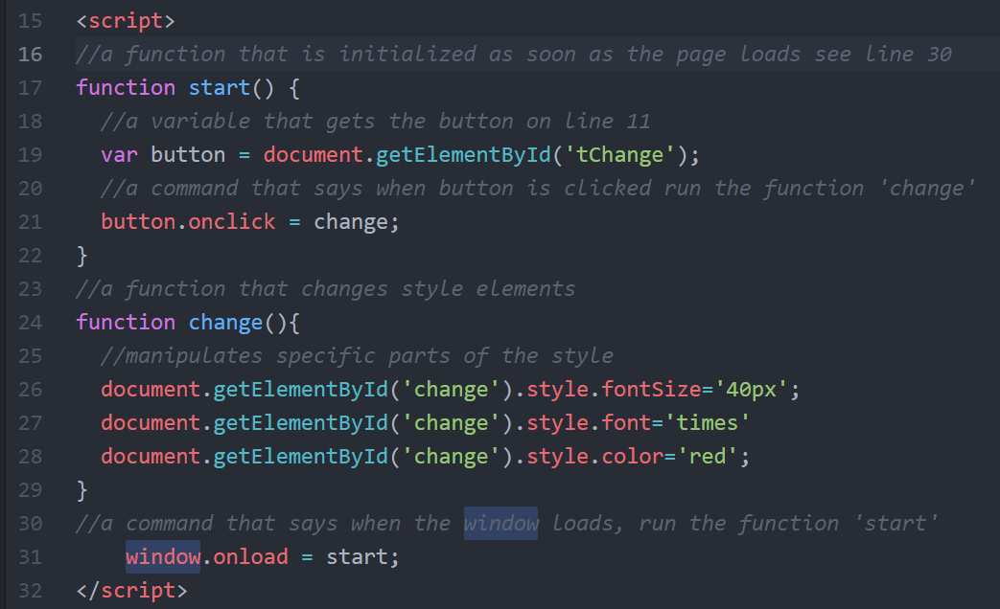 15 <script>
16 //a function that is initialized as soon as the page loads see line 30
17 function start() {
18 //a variable that gets the button on line 11
19 var button = document.getElementById('tChange');
20 //a command that says when button is clicked run the function 'change'
21 button.onclick = change;
22 }
23 //a function that changes style elements
24 function change(){
25 //manipulates specific parts of the style
26 document.getElementById('change').style.fontSize='40px';
27 document.getElementById('change').style.font='times'
28 document.getElementById('change').style.color='red';
29 }
30 //a command that says when the window loads, run the function 'start'
31 window.onload = start;
32 </script>